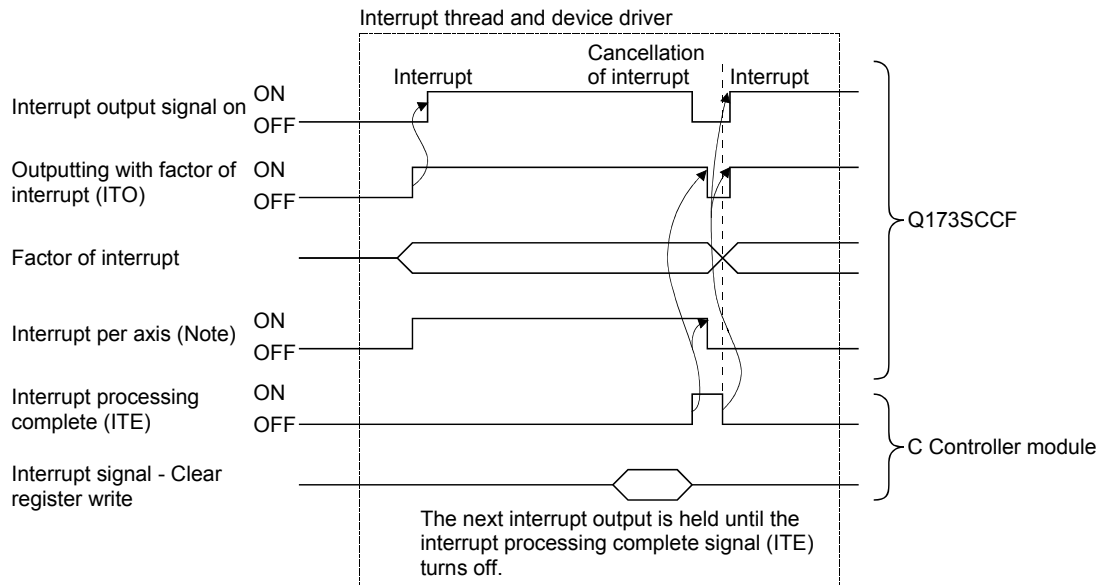 Interrupt thread and device driver
Cancellation
of interrupt
Interrupt
Interrupt
Interrupt output signal on
ON
OFF
Outputting with factor of
interrupt (ITO)
ON
OFF
Q173SCCF
Factor of interrupt
Interrupt per axis (Note)
ON
OFF
Interrupt processing
complete (ITE)
ON
OFF
C Controller module
Interrupt signal - Clear
register write
The next interrupt output is held until the
interrupt processing complete signal (ITE)
turns off.